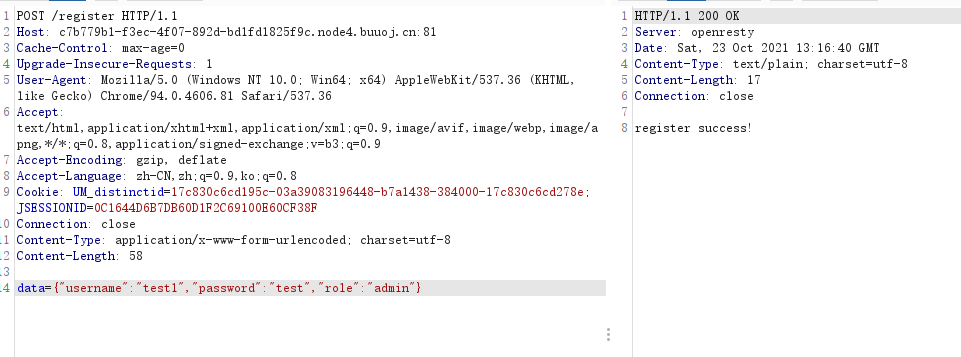 1 POST /register HTTP/1.1
2 Host: c7b779b1-f3ec-4f07-892d-bd1fd1825f9c.node4.buuoj.cn:81
3 Cache-Control: max-age=0
4 Upgrade-Insecure-Requests: 1
5 User-Agent: Mozilla/5.0 (Windows NT 10.0; Win64; x64) AppleWebKit/537.36 (KHTML,
like Gecko) Chrome/94.0.4606.81 Safari/537.36
6 Accept:
text/html,application/xhtml+xml,application/xml;q=0.9,image/avif,image/webp,image/a
png,*/*;q=0.8,application/signed-exchange;v=b3;q=0.9
7 Accept-Encoding: gzip, deflate
8 Accept-Language: zh-CN,zh;q=0.9,ko;q=0.8
9 Cookie: UM_distinctid=17c830c6cd195c-03a39083196448-b7a1438-384000-17c830c6cd278e;
JSESSIONID=0C1644D6B7DB60D1F2C69100E60CF38F
10 Connection: close
11 Content-Type: application/x-www-form-urlencoded; charset=utf-8
12 Content-Length: 58
13
14 data={"username":"test1","password":"test","role":"admin"}
1 HTTP/1.1 200 OK
2 Server: openresty
3 Date: Sat, 23 Oct 2021 13:16:40 GMT
4 Content-Type: text/plain; charset=utf-8
5 Content-Length: 17
6 Connection: close
7
8 register success!